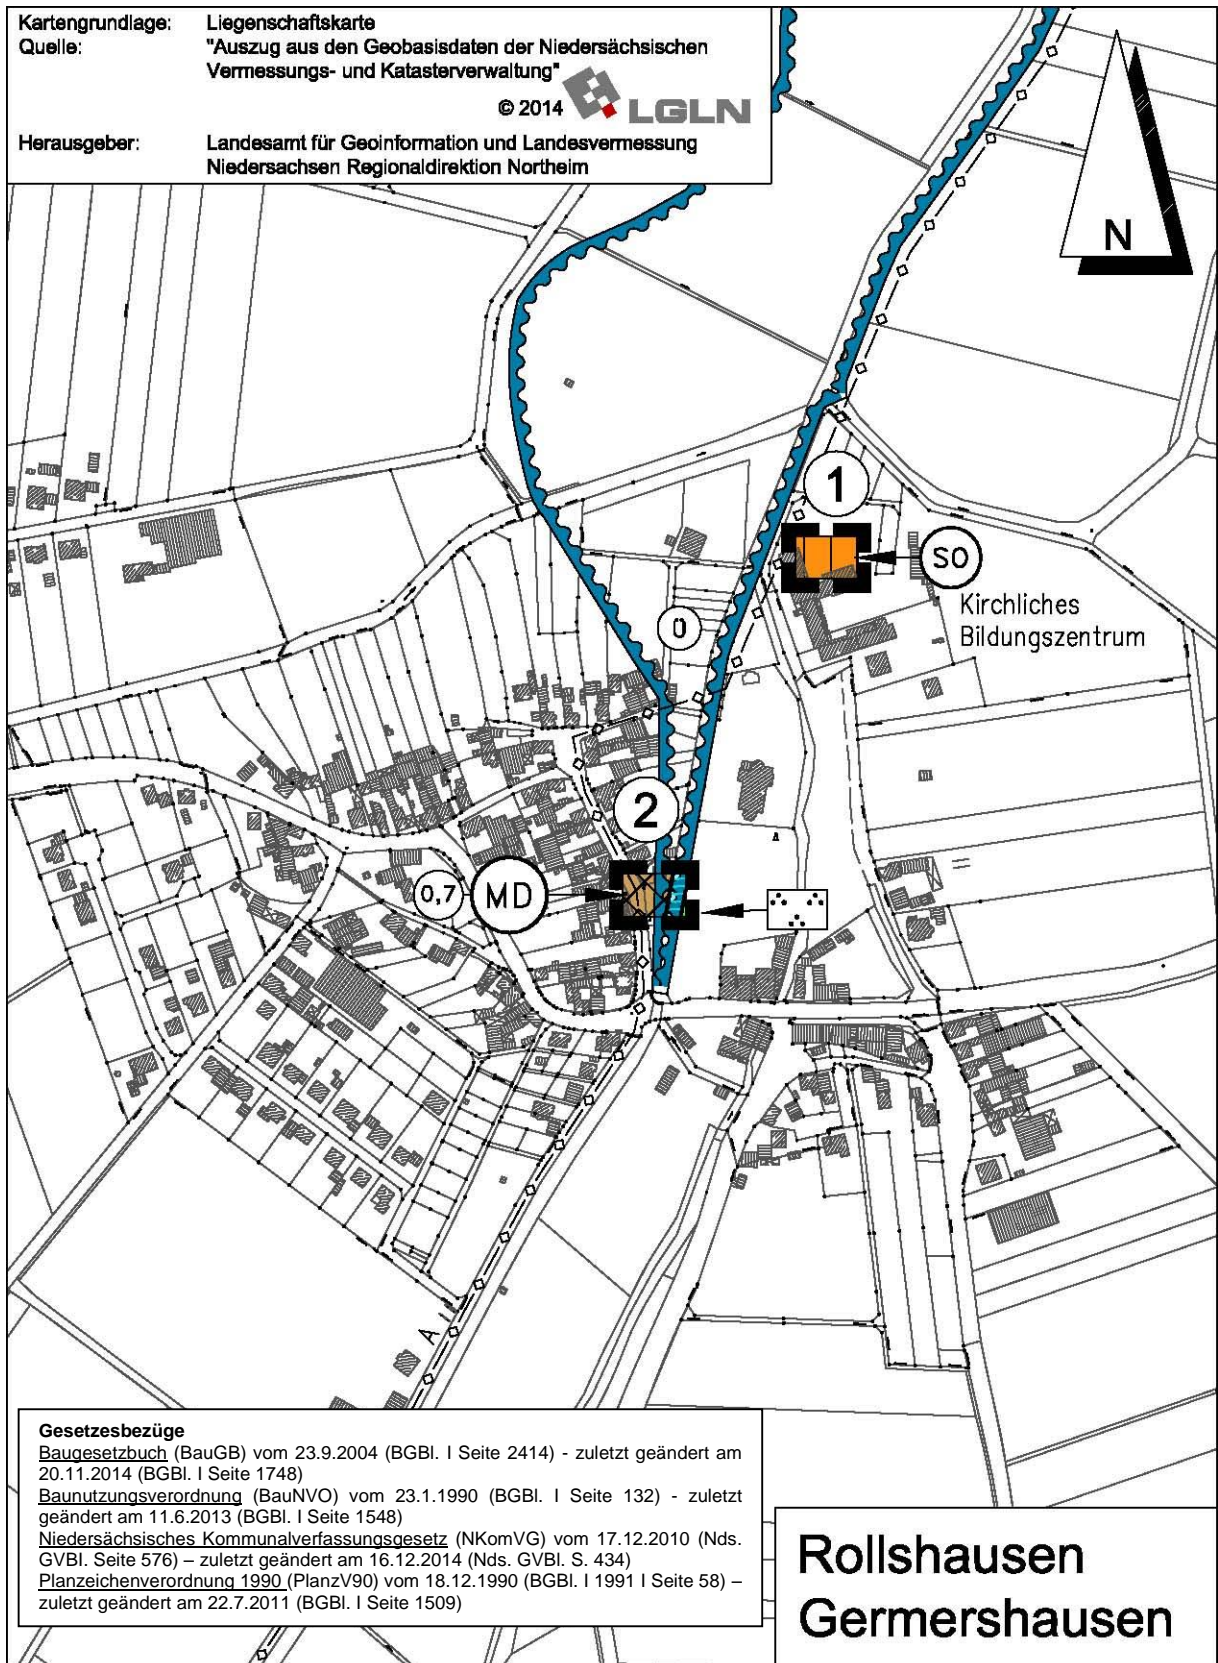 Kartengrundlage: Liegenschaftskarte
Quelle: "Auszug aus den Geobasisdaten der Niedersächsischen
Vermessungs- und Katasterverwaltung"
© 2014 LGLN
Herausgeber: Landesamt für Geoinformation und Landesvermessung
Niedersachsen Regionaldirektion Northeim
N
1
SO
Kirchliches
Bildungszentrum
Ü
2
0,7
MD
A
A
Gesetzesbezüge
Baugesetzbuch (BauGB) vom 23.9.2004 (BGBl. I Seite 2414) - zuletzt geändert am
20.11.2014 (BGBl. I Seite 1748)
Baunutzungsverordnung (BauNVO) vom 23.1.1990 (BGBl. I Seite 132) - zuletzt
geändert am 11.6.2013 (BGBl. I Seite 1548)
Niedersächsisches Kommunalverfassungsgesetz (NKomVG) vom 17.12.2010 (Nds.
GVBl. Seite 576) – zuletzt geändert am 16.12.2014 (Nds. GVBl. S. 434)
Planzeichenverordnung 1990 (PlanzV90) vom 18.12.1990 (BGBl. I 1991 I Seite 58) –
zuletzt geändert am 22.7.2011 (BGBl. I Seite 1509)
Rollshausen
Germershausen